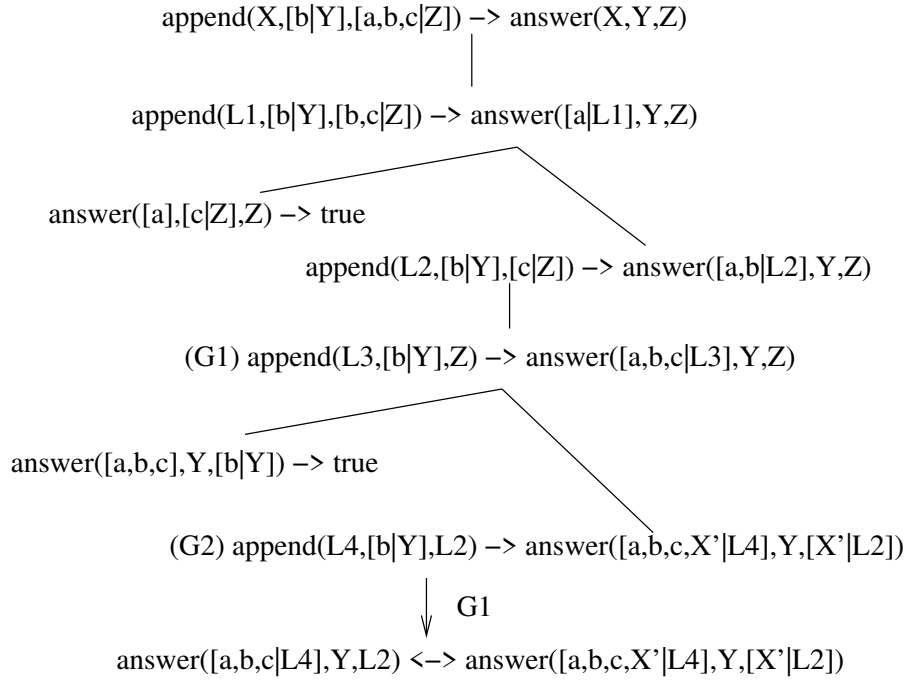 append(X,[b|Y],[a,b,c|Z]) −> answer(X,Y,Z)
append(L1,[b|Y],[b,c|Z]) −> answer([a|L1],Y,Z)
answer([a],[c|Z],Z) −> true
append(L2,[b|Y],[c|Z]) −> answer([a,b|L2],Y,Z)
(G1) append(L3,[b|Y],Z) −> answer([a,b,c|L3],Y,Z)
answer([a,b,c],Y,[b|Y]) −> true
(G2) append(L4,[b|Y],L2) −> answer([a,b,c,X’|L4],Y,[X’|L2])
G1
answer([a,b,c|L4],Y,L2) <−> answer([a,b,c,X’|L4],Y,[X’|L2])